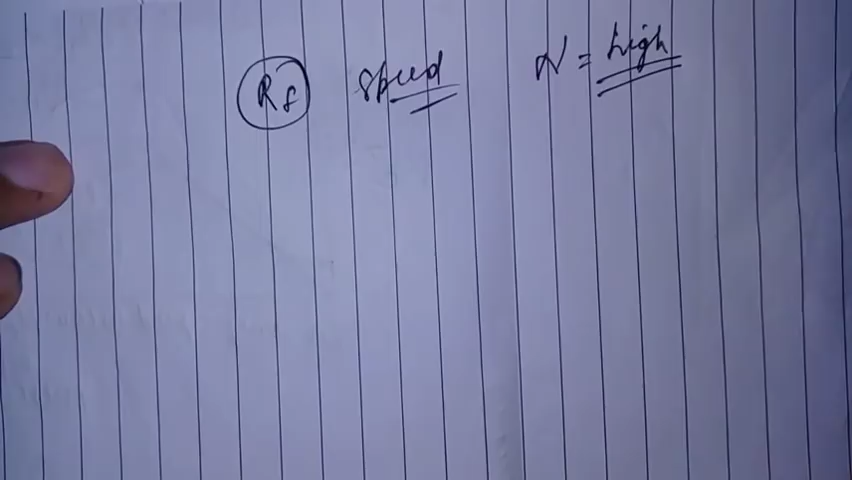 Rf speed N = high